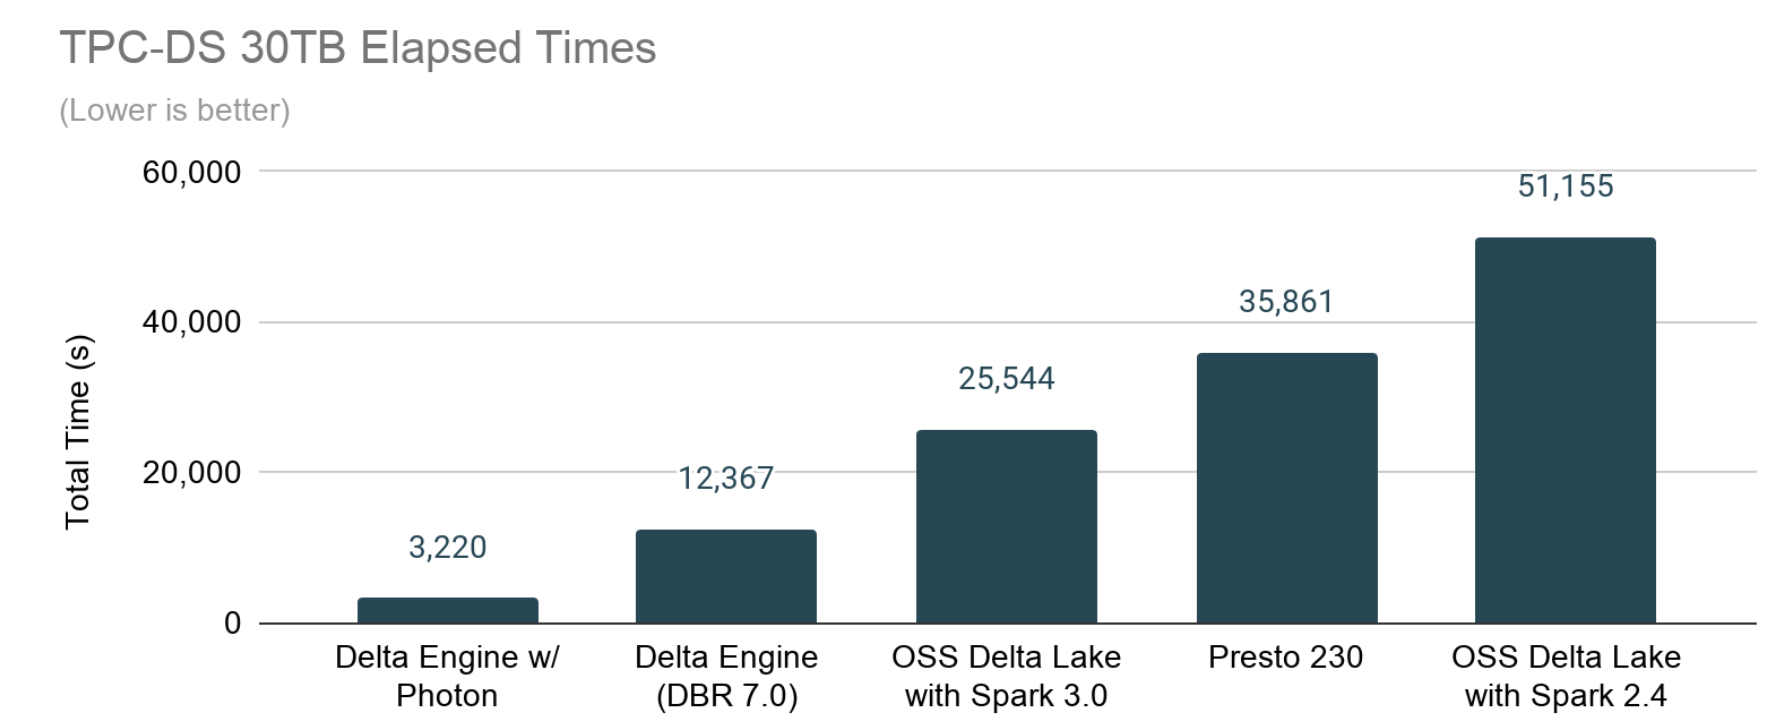 TPC-DS 30TB Elapsed Times
(Lower is better)
Total Time (s)
60,000
40,000
20,000
0
3,220
12,367
25,544
35,861
51,155
Delta Engine w/
Photon
Delta Engine
(DBR 7.0)
OSS Delta Lake
with Spark 3.0
Presto 230
OSS Delta Lake
with Spark 2.4